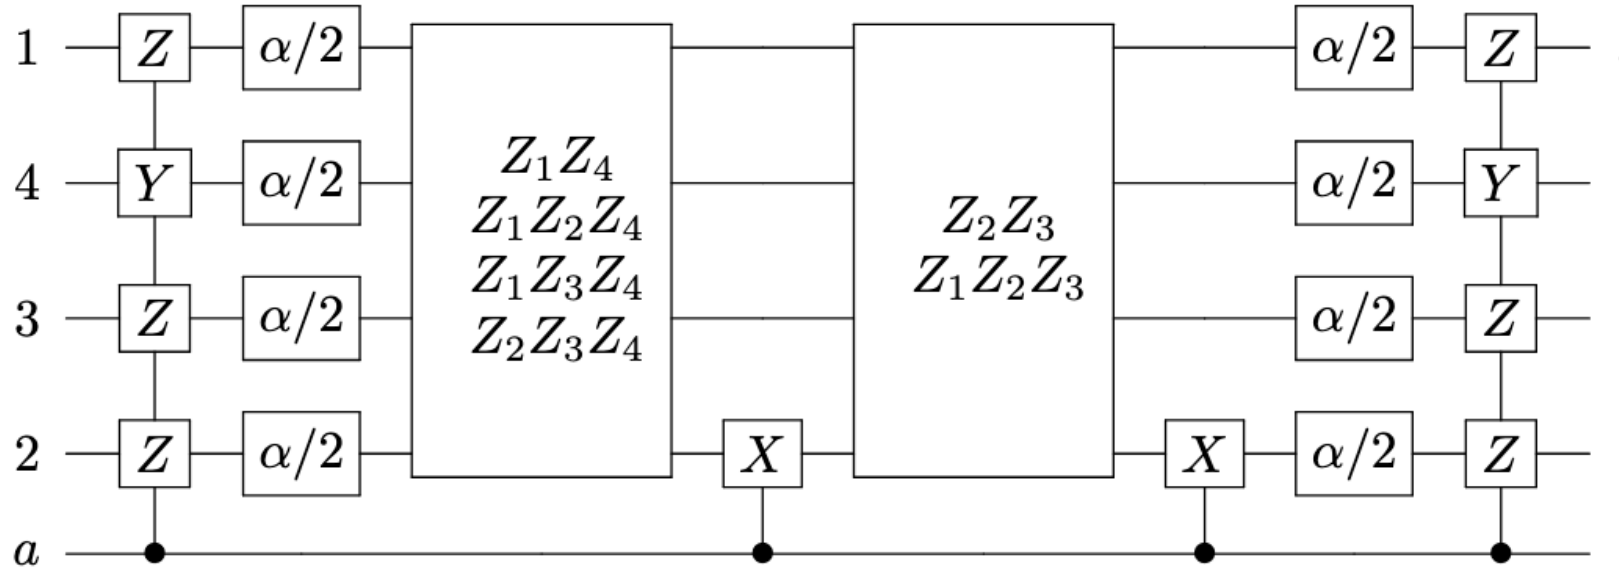 1 Z α/2 α/2 Z
4 Y α/2 α/2 Y
3 Z α/2 α/2 Z
2 Z α/2 X X α/2 Z
a
Z₁Z₄
Z₁Z₂Z₄
Z₁Z₃Z₄
Z₂Z₃Z₄
Z₂Z₃
Z₁Z₂Z₃